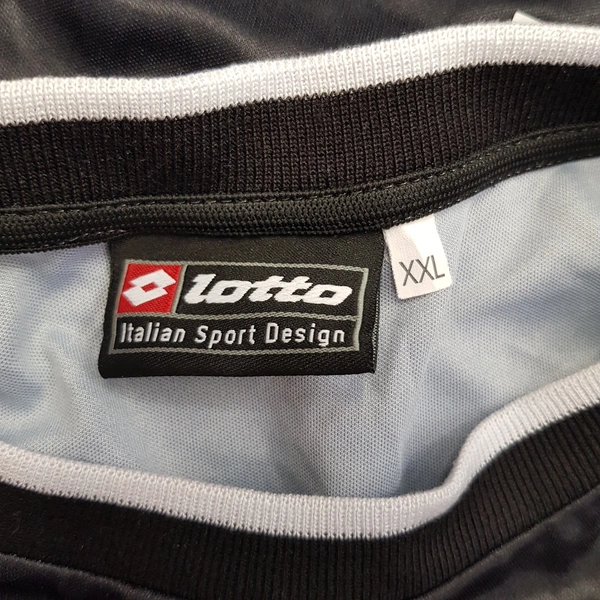 lotto
Italian Sport Design
XXL